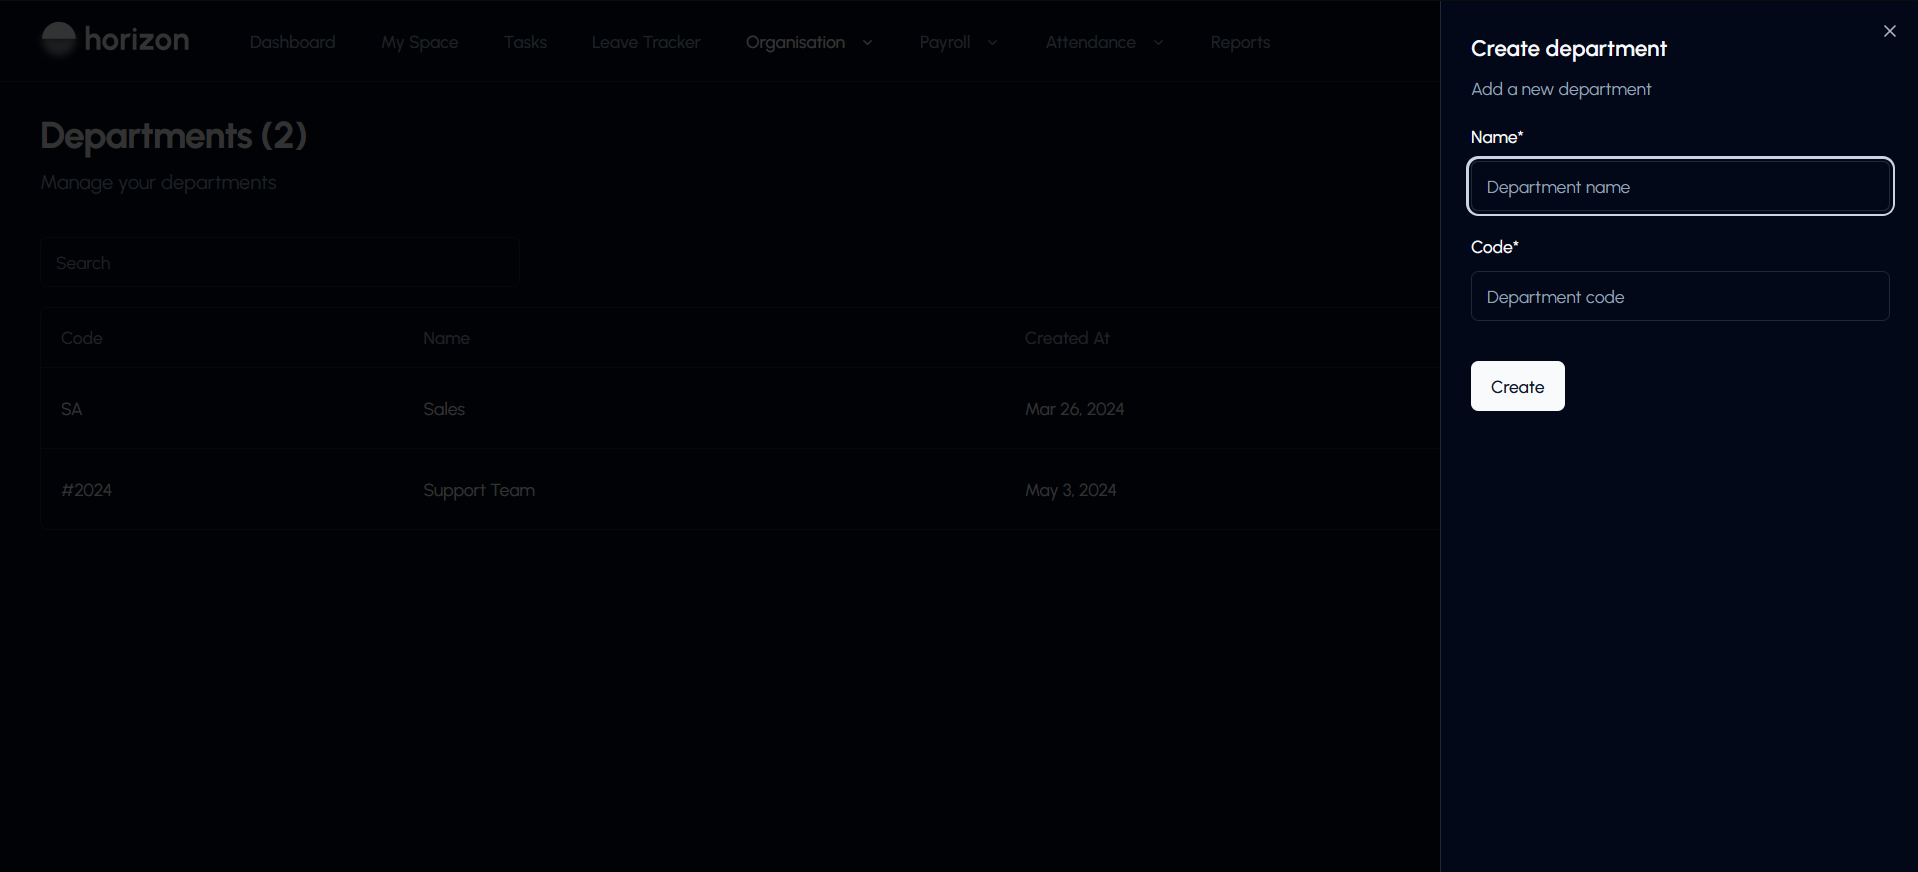 horizon Dashboard My Space Tasks Leave Tracker Organisation Payroll Attendance Reports
Departments (2)
Manage your departments
Search
Code Name Created At
SA Sales Mar 26, 2024
#2024 Support Team May 3, 2024
Create department
Add a new department
Name*
Department name
Code*
Department code
Create